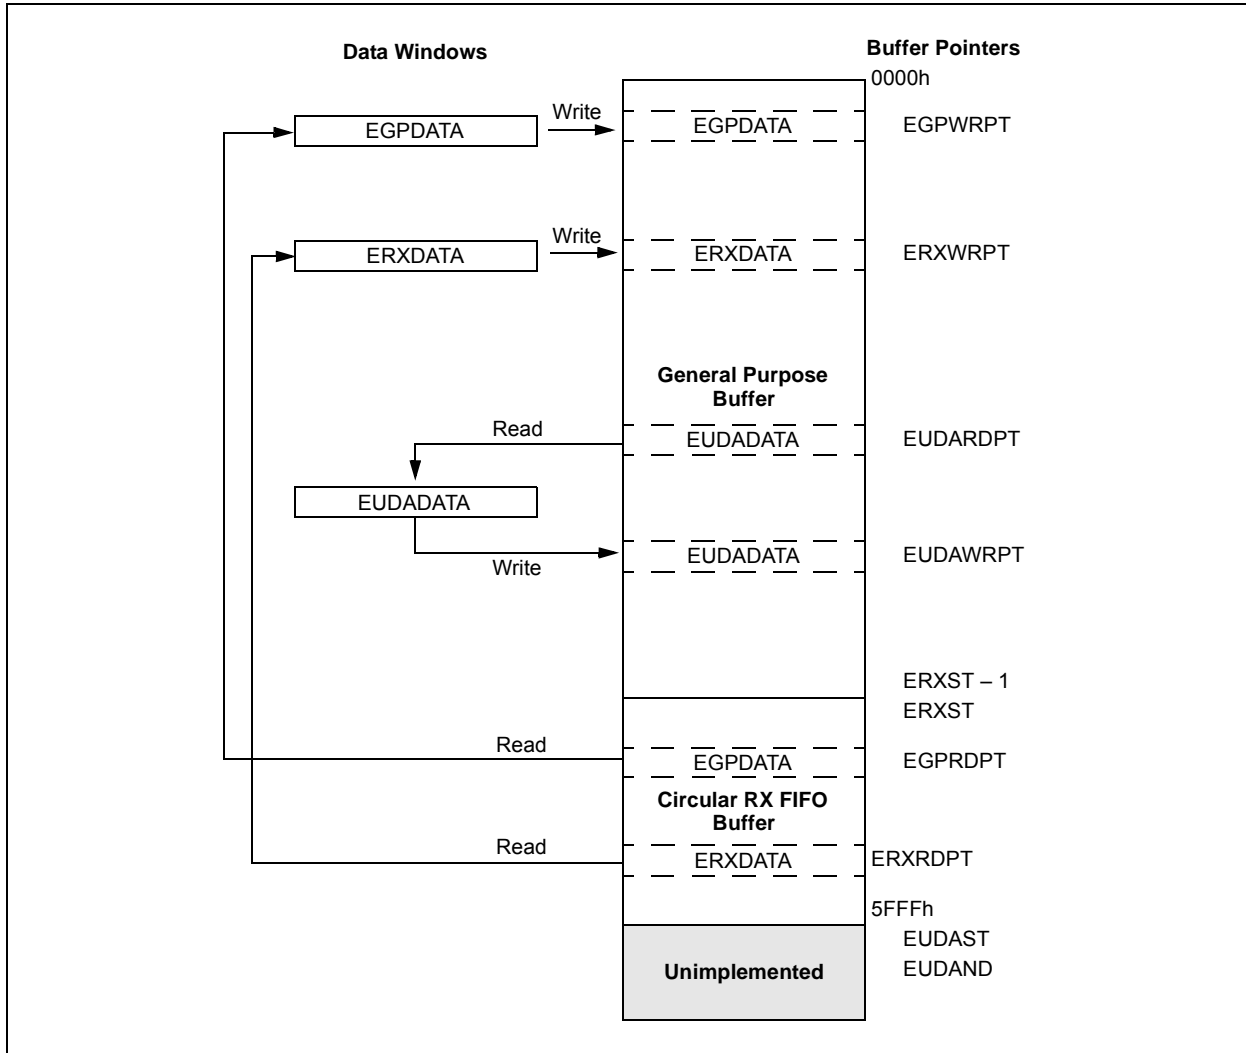 Data Windows
Buffer Pointers
0000h
EGPDATA
Write
EGPDATA
EGPWRPT
ERXDATA
Write
ERXDATA
ERXWRPT
General Purpose
Buffer
Read
EUDADATA
EUDARDPT
EUDADATA
Write
EUDADATA
EUDAWRPT
ERXST – 1
ERXST
Read
EGPDATA
EGPRDPT
Circular RX FIFO
Buffer
Read
ERXDATA
ERXRDPT
5FFFh
EUDAST
Unimplemented
EUDAND